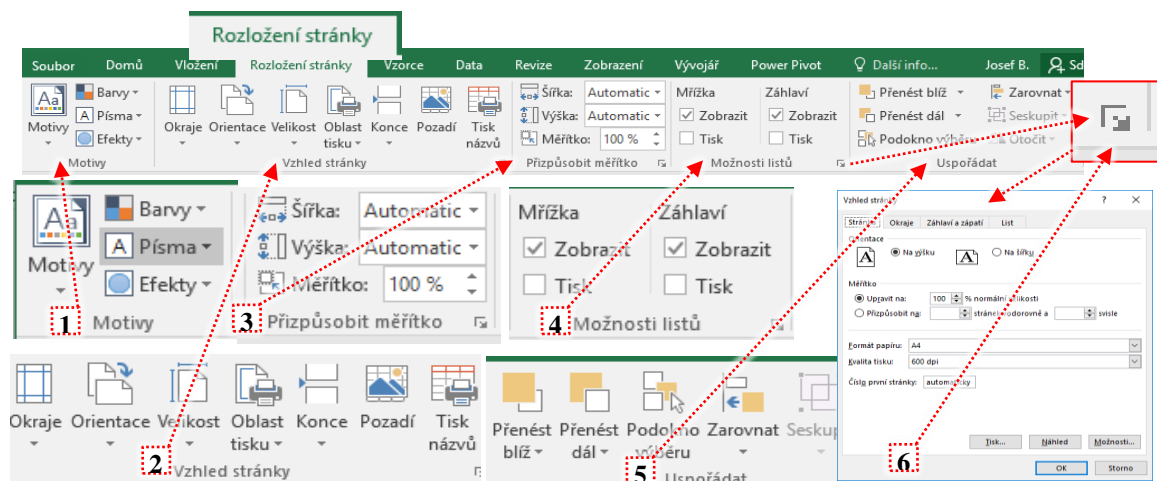 Rozložení stránky
Soubor Domů Vložení Rozložení stránky Vzorce Data Revize Zobrazení Vývojář Power Pivot Další info... Josef B. Sd
Motivy Barvy Písma Efekty
Okraje Orientace Velikost Oblast tisku Konce Pozadí Tisk názvů
Šířka: Automatic
Výška: Automatic
Měřítko: 100 %
Mřížka Záhlaví
Zobrazit Zobrazit
Tisk Tisk
Přenést blíž Zarovnat
Přenést dál Seskupit
Podokno výběru Otočit
Motivy Vzhled stránky Přizpůsobit měřítko Možnosti listů Uspořádat
Motivy Barvy
Písma
Efekty
1 Motivy
Šířka: Automatic
Výška: Automatic
Měřítko: 100 %
3 Přizpůsobit měřítko
Mřížka Záhlaví
Zobrazit Zobrazit
Tisk Tisk
4 Možnosti listů
Okraje Orientace Velikost Oblast tisku Konce Pozadí Tisk názvů
2 Vzhled stránky
Přenést blíž Přenést dál Podokno výběru Zarovnat Seskup
5 Uspořádat
Vzhled stránky ? ×
Stránka Okraje Záhlaví a zápatí List
Orientace
A Na výšku A Na šířku
Měřítko
Upravit na: 100 % normální velikosti
Přizpůsobit na: stránek vodorovně a svisle
Formát papíru: A4
Kvalita tisku: 600 dpi
Číslo první stránky: automaticky
Tisk... Náhled Možnosti...
6
OK Storno